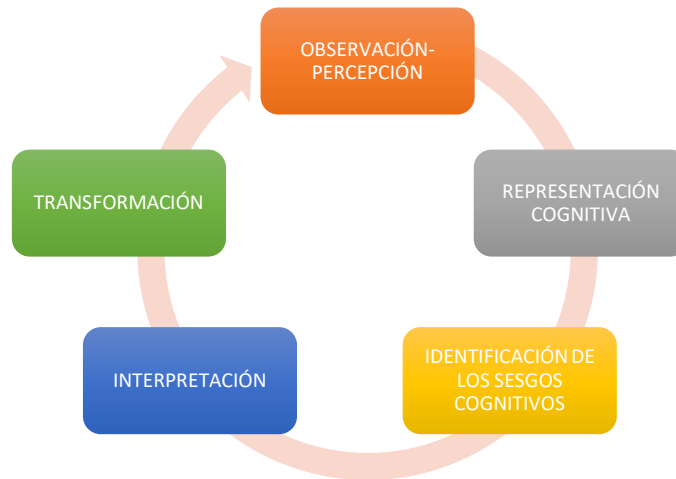 OBSERVACIÓN-
PERCEPCIÓN
REPRESENTACIÓN
COGNITIVA
IDENTIFICACIÓN DE
LOS SESGOS
COGNITIVOS
INTERPRETACIÓN
TRANSFORMACIÓN